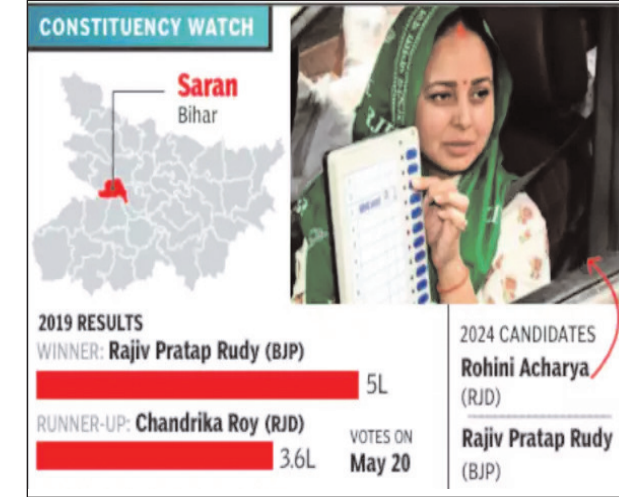 CONSTITUENCY WATCH
Saran
Bihar
2019 RESULTS
WINNER: Rajiv Pratap Rudy (BJP)
5L
RUNNER-UP: Chandrika Roy (RJD)
3.6L
VOTES ON
May 20
2024 CANDIDATES
Rohini Acharya
(RJD)
Rajiv Pratap Rudy
(BJP)